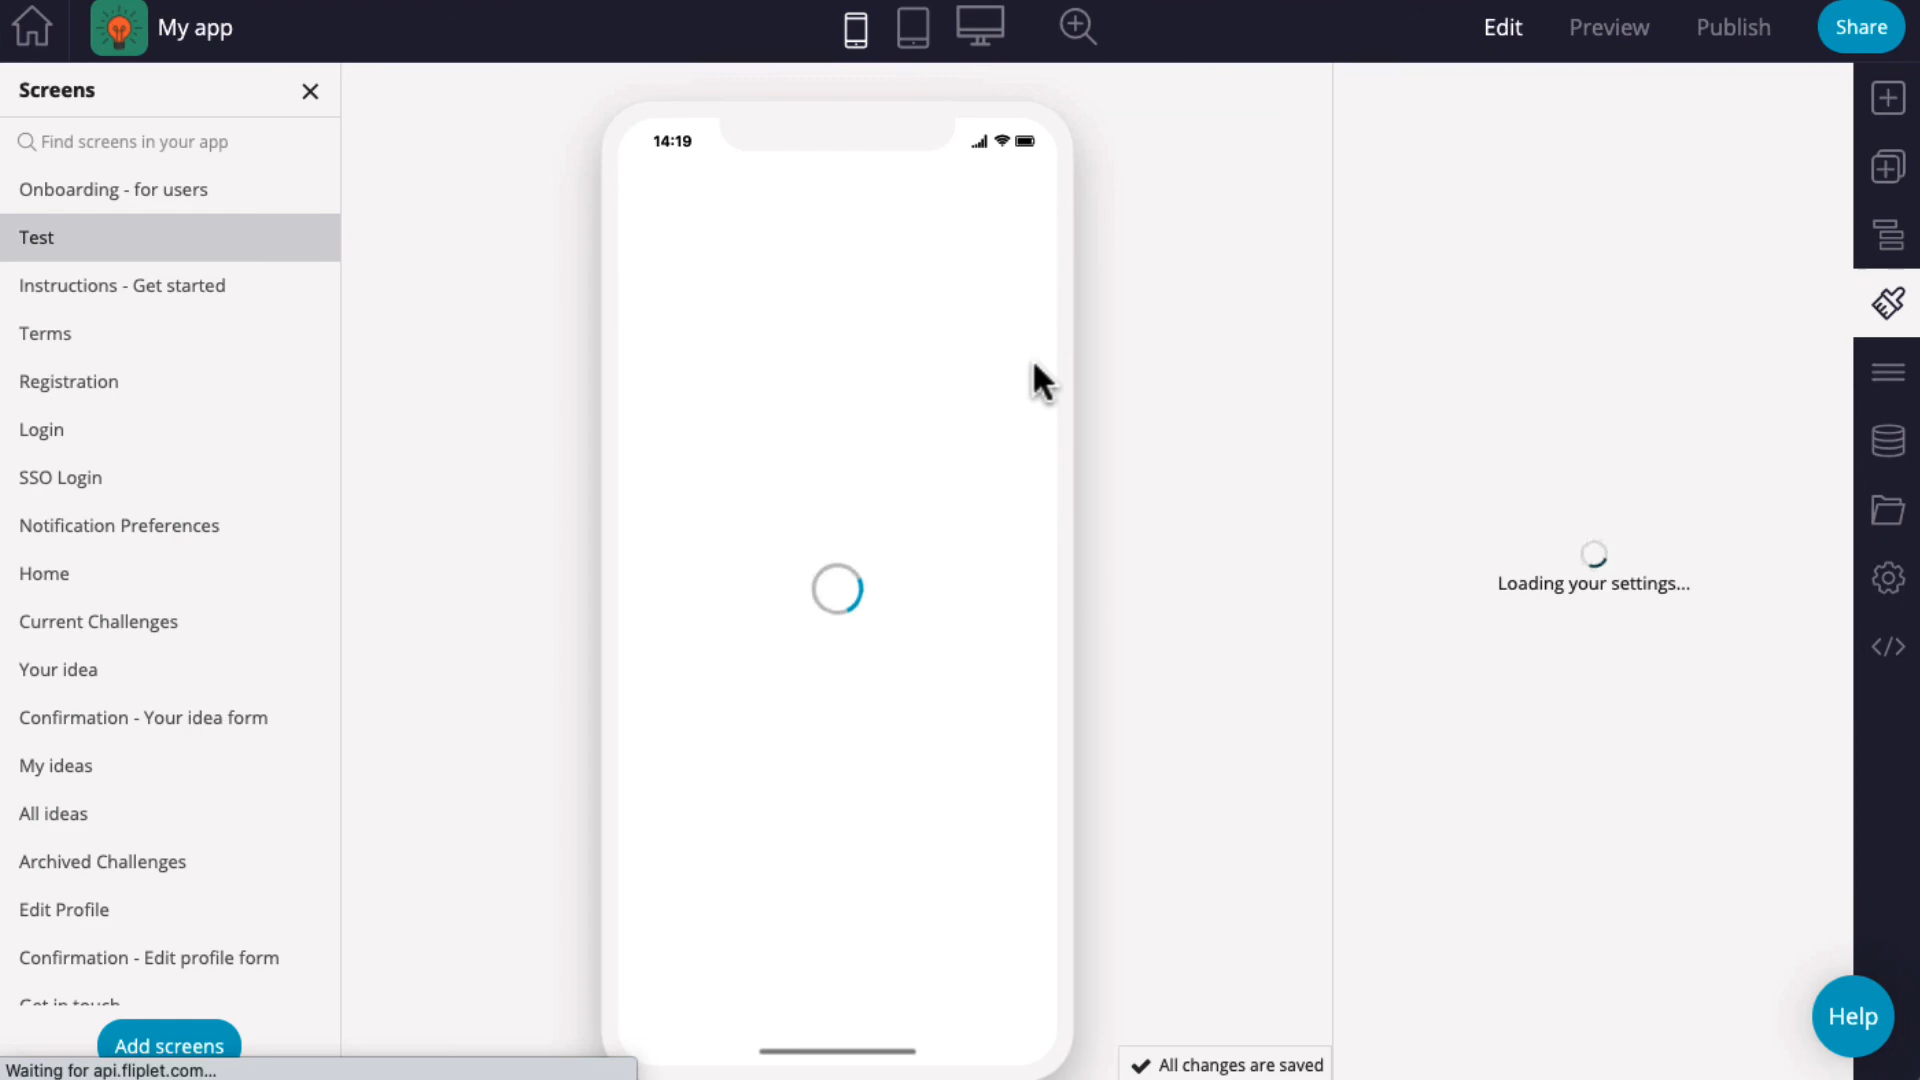 My app
Edit
Preview
Publish
Share
Screens
Find screens in your app
Onboarding - for users
Test
Instructions - Get started
Terms
Registration
Login
SSO Login
Notification Preferences
Home
Current Challenges
Your idea
Confirmation - Your idea form
My ideas
All ideas
Archived Challenges
Edit Profile
Confirmation - Edit profile form
Get in touch
Add screens
Waiting for api.fliplet.com...
14:19
All changes are saved
Loading your settings...
Help